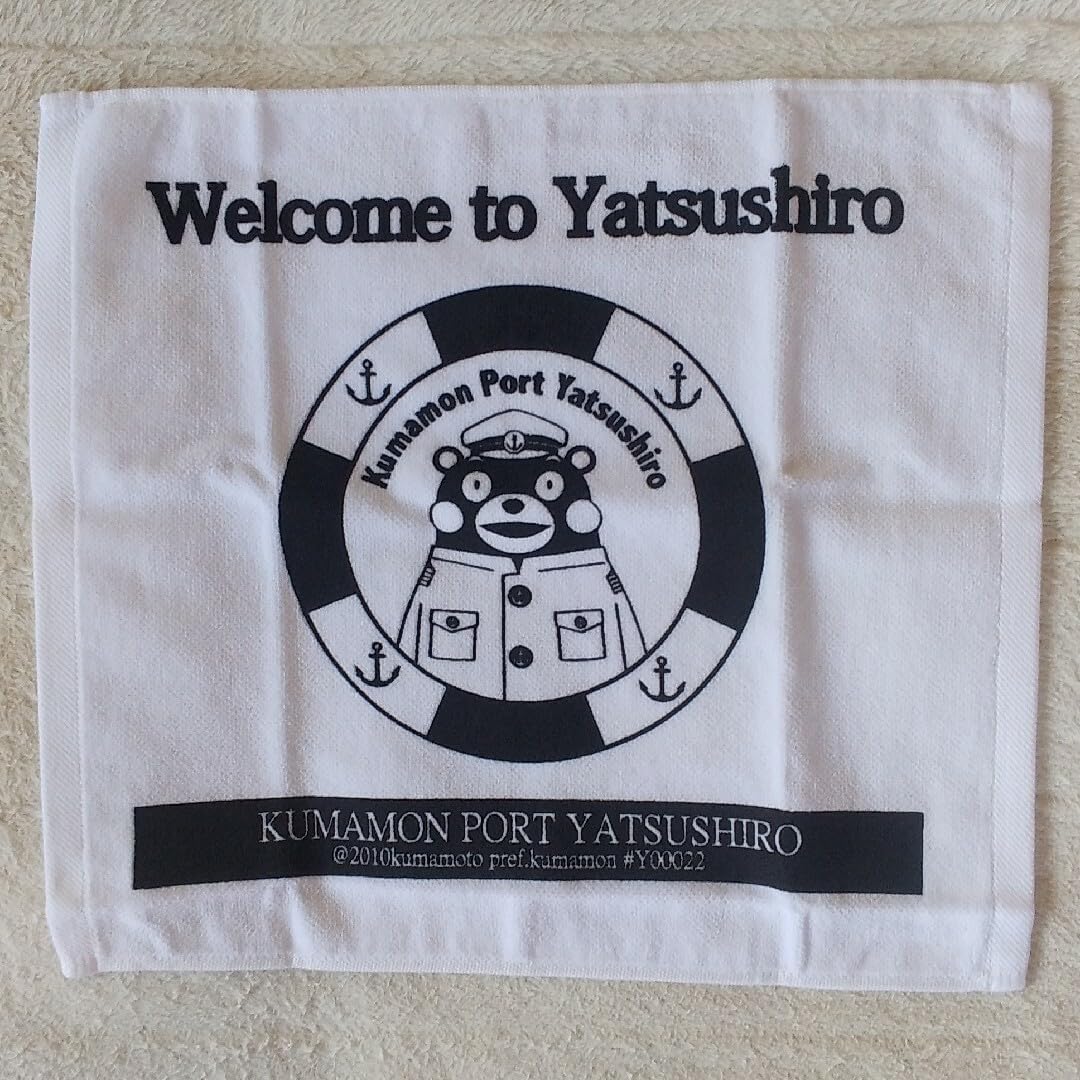 Welcome to Yatsushiro
Kumamon Port Yatsushiro
KUMAMON PORT YATSUSHIRO
@2010kumamoto pref.kumamon #Y00022